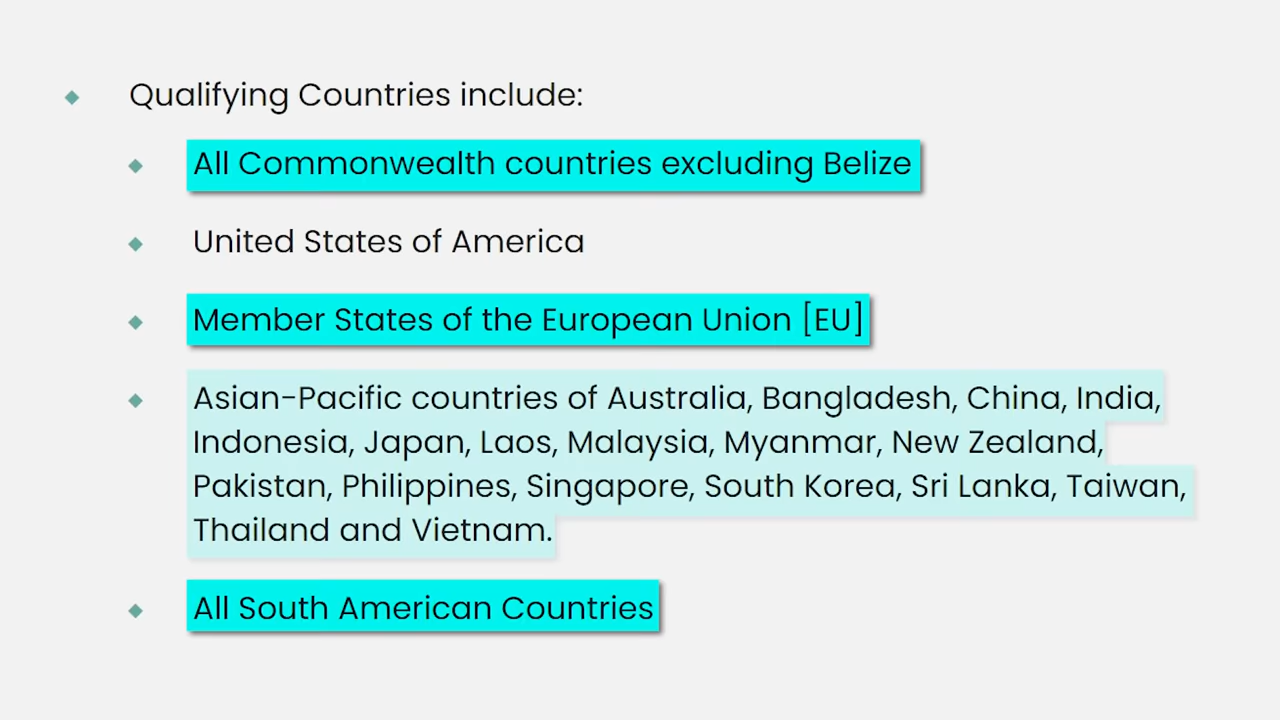 Qualifying Countries include:
All Commonwealth countries excluding Belize
United States of America
Member States of the European Union [EU]
Asian-Pacific countries of Australia, Bangladesh, China, India,
Indonesia, Japan, Laos, Malaysia, Myanmar, New Zealand,
Pakistan, Philippines, Singapore, South Korea, Sri Lanka, Taiwan,
Thailand and Vietnam.
All South American Countries